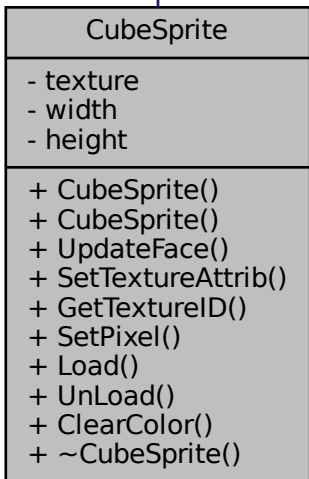 CubeSprite
- texture
- width
- height
+ CubeSprite()
+ CubeSprite()
+ UpdateFace()
+ SetTextureAttrib()
+ GetTextureID()
+ SetPixel()
+ Load()
+ UnLoad()
+ ClearColor()
+ ~CubeSprite()